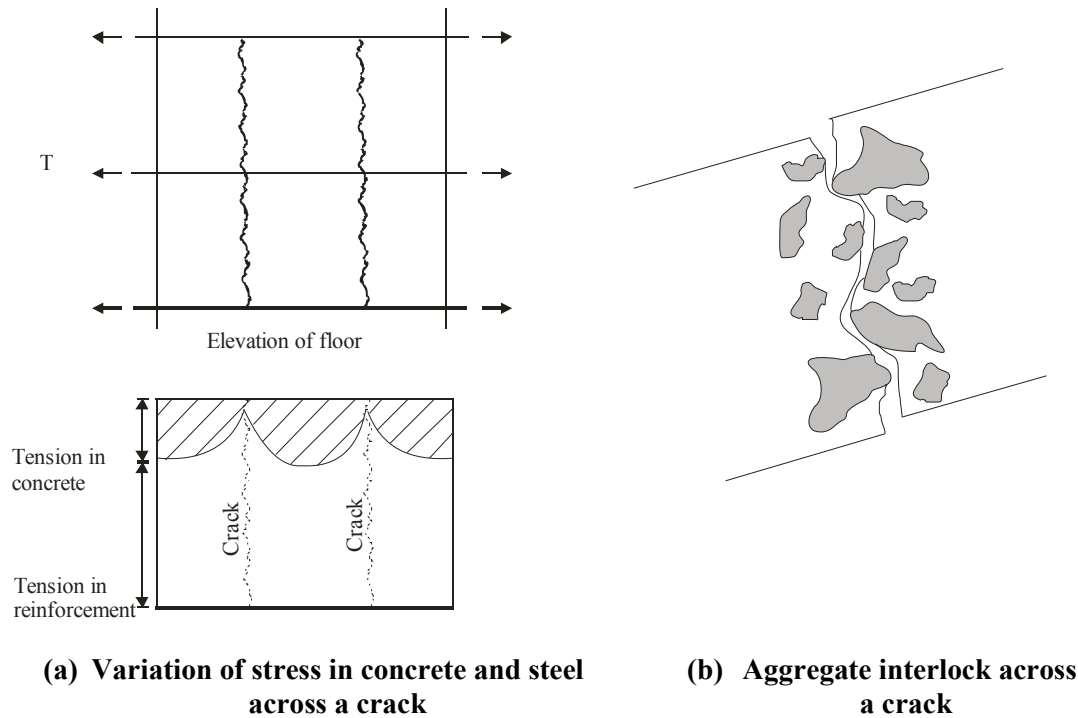 T
Elevation of floor
Tension in
concrete
Crack
Crack
Tension in
reinforcement
(a) Variation of stress in concrete and steel
across a crack
(b) Aggregate interlock across
a crack